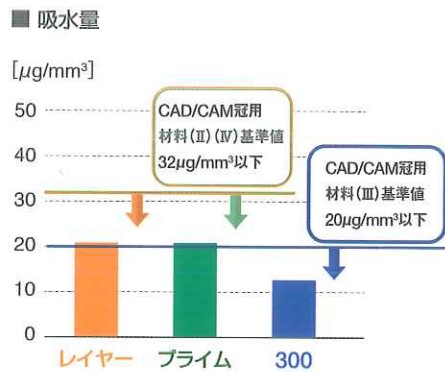 ■ 吸水量
[μg/mm³]
50
40
30
20
10
0
CAD/CAM冠用
材料(Ⅱ)(Ⅳ)基準値
32μg/mm³以下
CAD/CAM冠用
材料(Ⅲ)基準値
20μg/mm³以下
レイヤー プライム 300